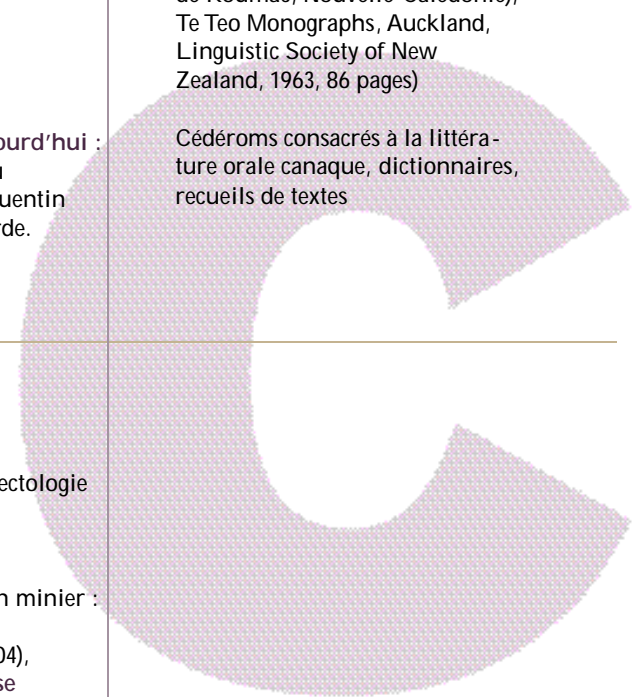 de Koumac, Nouvelle-Calédonie),
Te Teo Monographs, Auckland,
Linguistic Society of New
Zealand, 1963, 86 pages)
Cédéroms consacrés à la littéra-
ture orale canaque, dictionnaires,
recueils de textes
ourd'hui :
uentin
rde.
ectologie
n minier :
04),
se
C